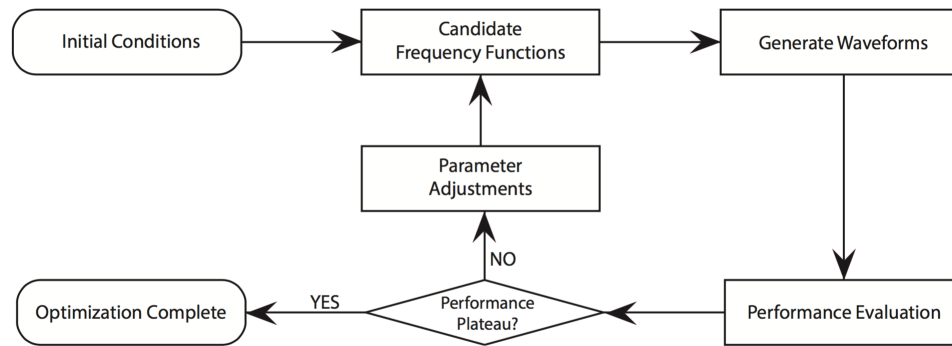 Initial Conditions
Candidate
Frequency Functions
Generate Waveforms
Parameter
Adjustments
NO
Optimization Complete
YES
Performance
Plateau?
Performance Evaluation